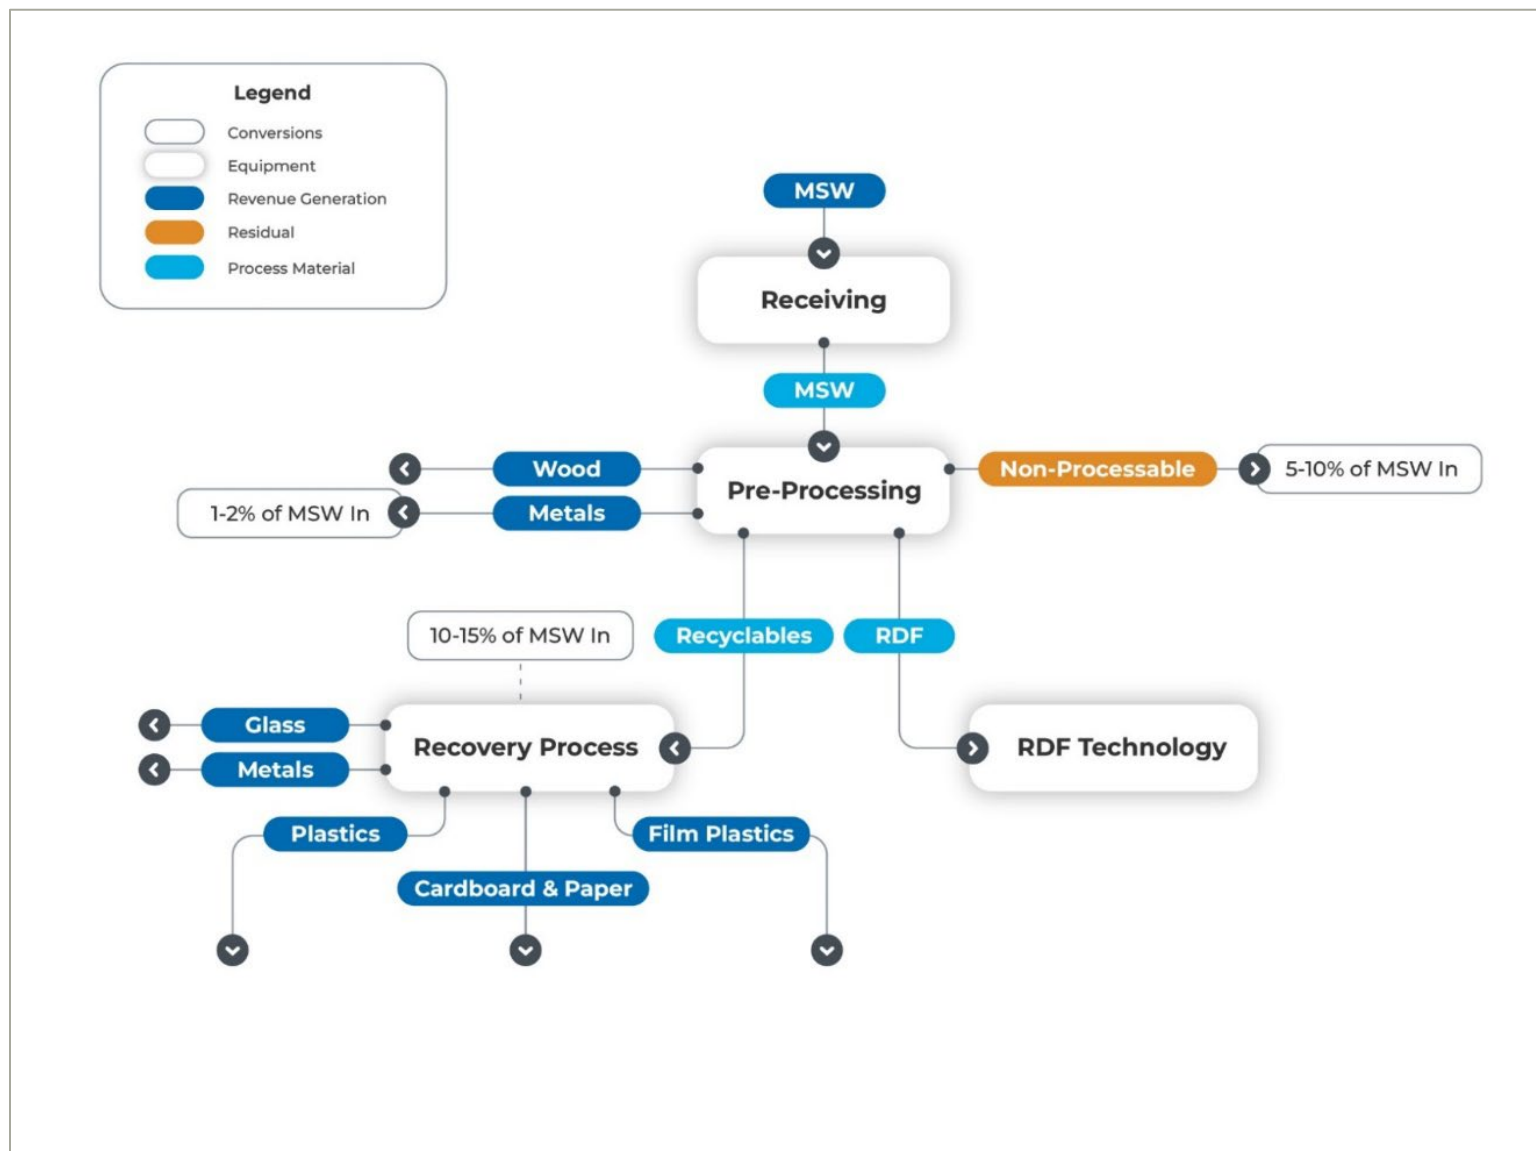 Legend
Conversions
Equipment
Revenue Generation
Residual
Process Material
MSW
Receiving
MSW
Pre-Processing
Wood
Metals
1-2% of MSW In
Non-Processable
5-10% of MSW In
Recyclables
RDF
10-15% of MSW In
Recovery Process
RDF Technology
Glass
Metals
Plastics
Cardboard & Paper
Film Plastics